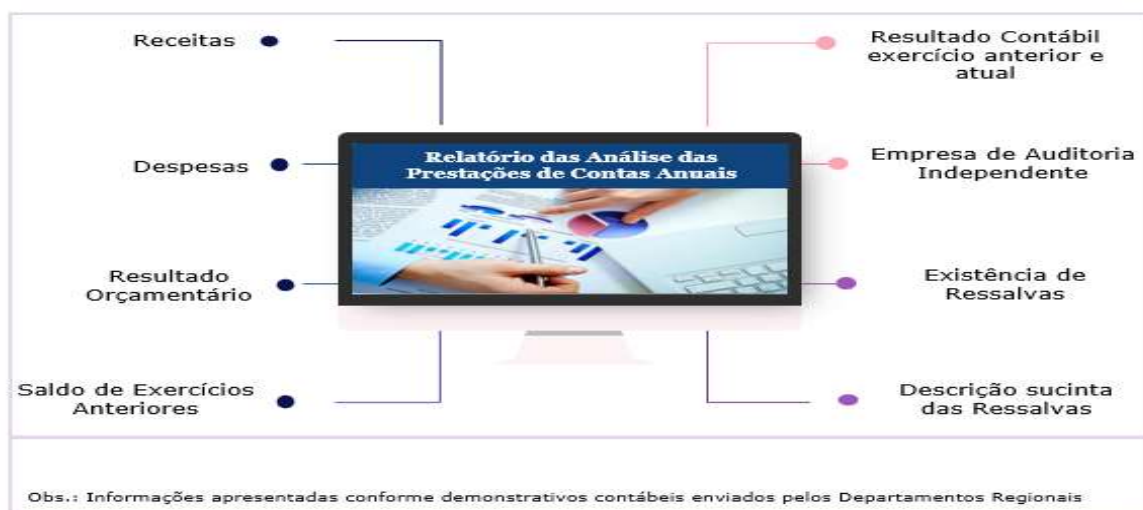 Receitas
Despesas
Resultado
Orçamentário
Saldo de Exercícios
Anteriores
Relatório das Análise das
Prestações de Contas Anuais
Resultado Contábil
exercício anterior e
atual
Empresa de Auditoria
Independente
Existência de
Ressalvas
Descrição sucinta
das Ressalvas
Obs.: Informações apresentadas conforme demonstrativos contábeis enviados pelos Departamentos Regionais